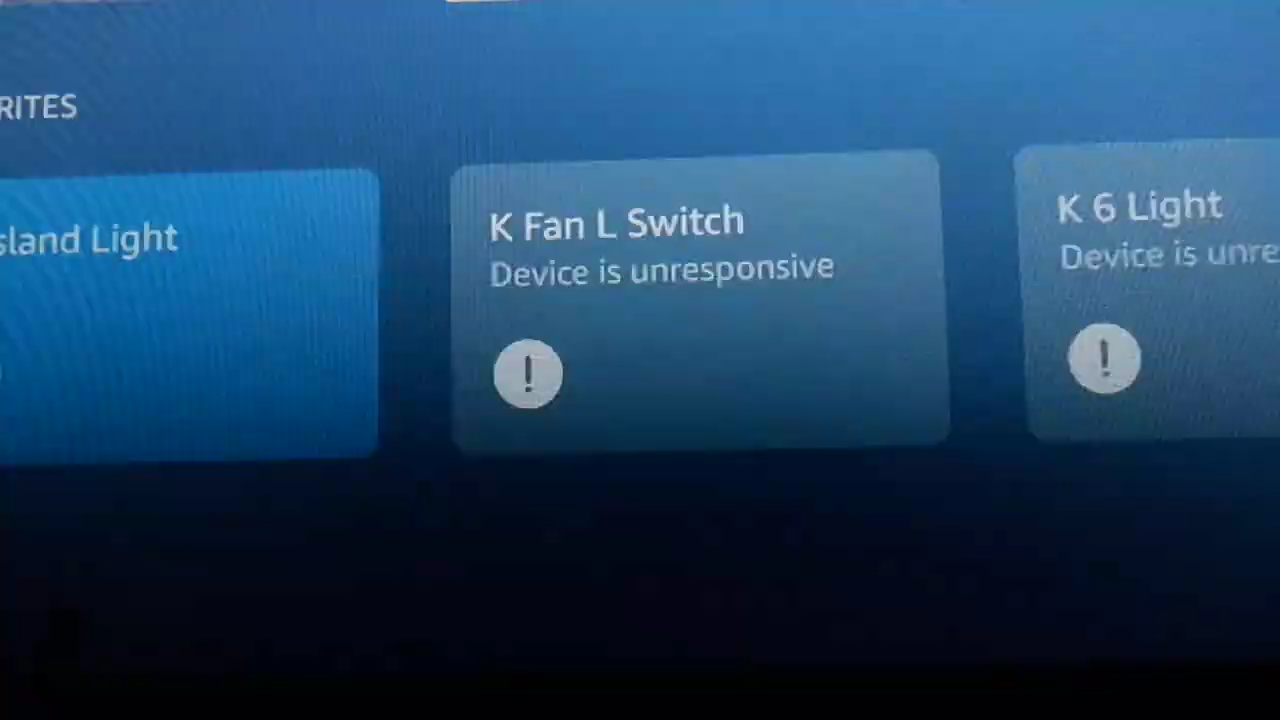 RITES
sland Light
K Fan L Switch
Device is unresponsive
!
K 6 Light
Device is unre
!